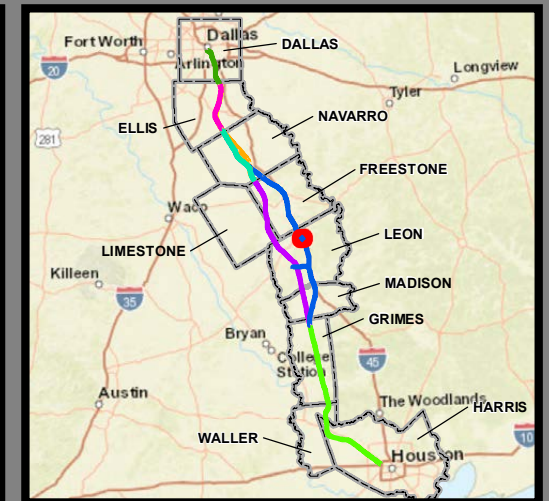 Dallas
DALLAS
Fort Worth
Arlington
20
Longview
Tyler
281
ELLIS
NAVARRO
FREESTONE
Waco
LEON
LIMESTONE
Killeen
MADISON
35
GRIMES
Bryan
College
Station
45
Austin
The Woodlands
HARRIS
WALLER
10
Houston